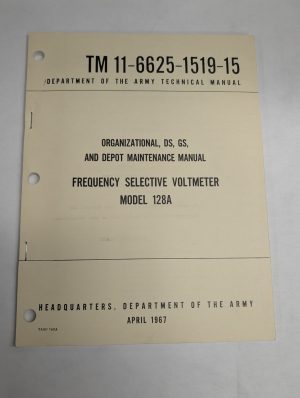 TM 11-6625-1519-15
DEPARTMENT OF THE ARMY TECHNICAL MANUAL
ORGANIZATIONAL, DS, GS,
AND DEPOT MAINTENANCE MANUAL
FREQUENCY SELECTIVE VOLTMETER
MODEL 128A
HEADQUARTERS, DEPARTMENT OF THE ARMY
APRIL 1967